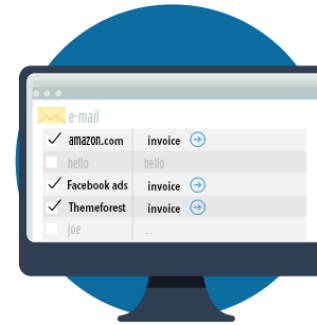 e-mail
amazon.com invoice
hello hello
Facebook ads invoice
Themeforest invoice
joe ...